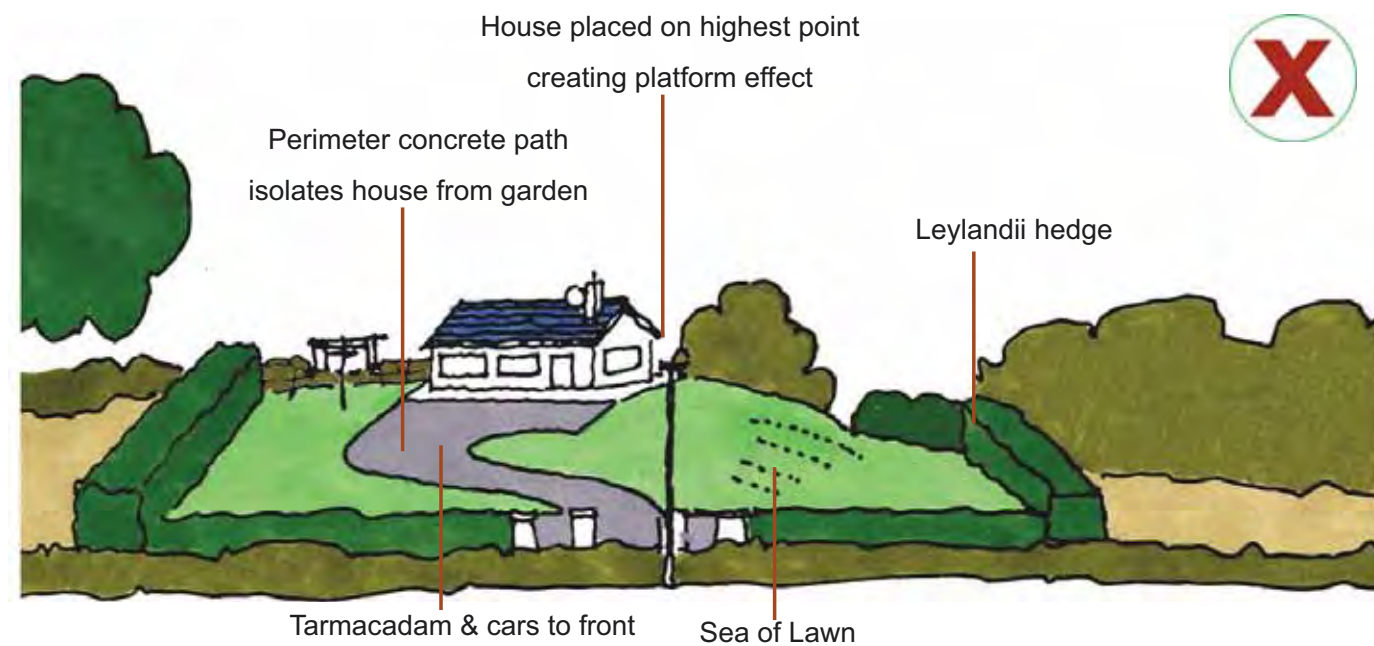 House placed on highest point
creating platform effect
Perimeter concrete path
isolates house from garden
Leylandii hedge
Tarmacadam & cars to front
Sea of Lawn